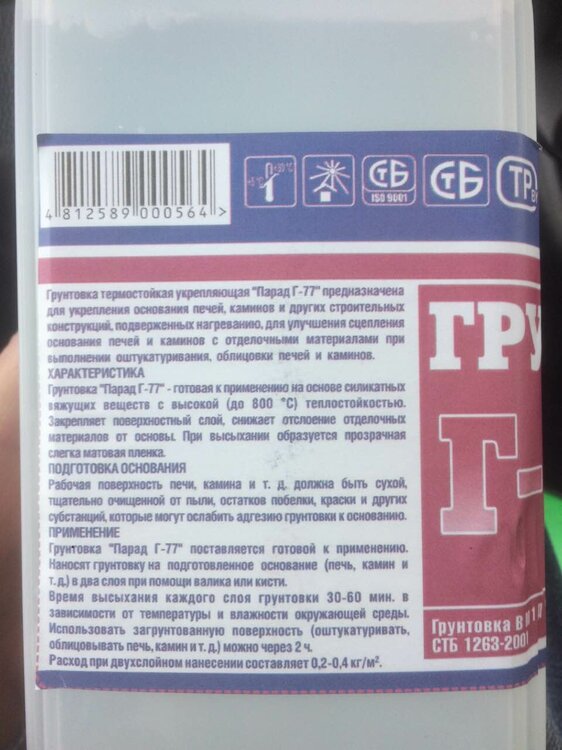 4 812589 000564 >
+5°C +30°C
СТБ
ISO 9001
СТБ
ТР
Грунтовка термостойкая укрепляющая "Парад Г-77" предназначена
для укрепления основания печей, каминов и других строительных
конструкций, подверженных нагреванию, для улучшения сцепления
основания печей и каминов с отделочными материалами при
выполнении оштукатуривания, облицовки печей и каминов.
ХАРАКТЕРИСТИКА
Грунтовка "Парад Г-77" - готовая к применению на основе силикатных
вяжущих веществ с высокой (до 800 °С) теплостойкостью.
Закрепляет поверхностный слой, снижает отслоение отделочных
материалов от основы. При высыхании образуется прозрачная
слегка матовая пленка.
ПОДГОТОВКА ОСНОВАНИЯ
Рабочая поверхность печи, камина и т. д. должна быть сухой,
тщательно очищенной от пыли, остатков побелки, краски и других
субстанций, которые могут ослабить адгезию грунтовки к основанию.
ПРИМЕНЕНИЕ
Грунтовка "Парад Г-77" поставляется готовой к применению.
Наносят грунтовку на подготовленное основание (печь, камин и
т.д.) в два слоя при помощи валика или кисти.
Время высыхания каждого слоя грунтовки 30-60 мин. в
зависимости от температуры и влажности окружающей среды.
Использовать загрунтованную поверхность (оштукатуривать,
облицовывать печь, камин и т. д.) можно через 2 ч.
Расход при двухслойном нанесении составляет 0,2-0,4 кг/м².
ГРУ
Г-
Грунтовка В
СТБ 1263-2001